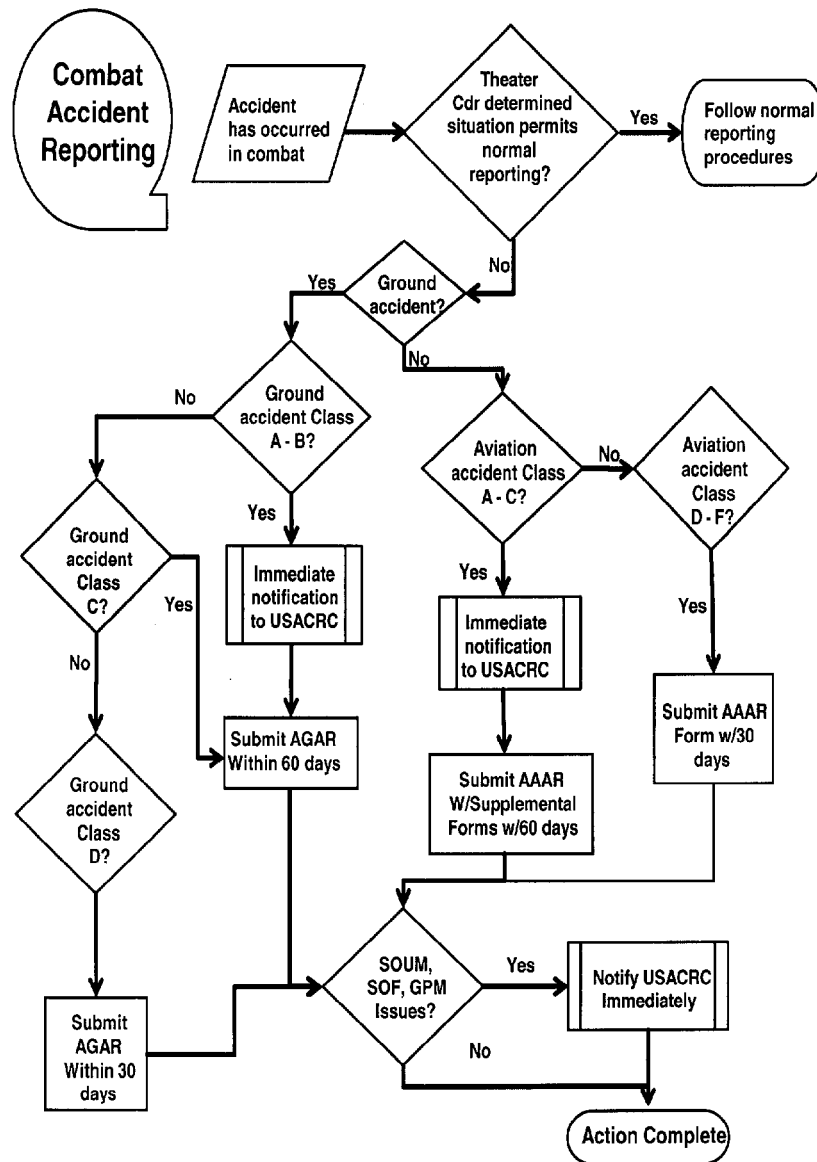 Combat
Accident
Reporting
Accident
has occurred
in combat
Theater
Cdr determined
situation permits
normal
reporting?
Yes
Follow normal
reporting
procedures
No
Ground
accident?
Yes
No
Ground
accident Class
A - B?
No
Yes
Aviation
accident Class
A - C?
No
Aviation
accident
Class
D - F?
Yes
Yes
Ground
accident
Class
C?
Yes
No
Immediate
notification
to USACRC
Immediate
notification
to USACRC
Submit AGAR
Within 60 days
Submit AAAR
Form w/30
days
Ground
accident
Class
D?
Submit AAAR
W/Supplemental
Forms w/60 days
SOUM,
SOF, GPM
Issues?
Yes
Notify USACRC
Immediately
No
Submit
AGAR
Within 30
days
Action Complete